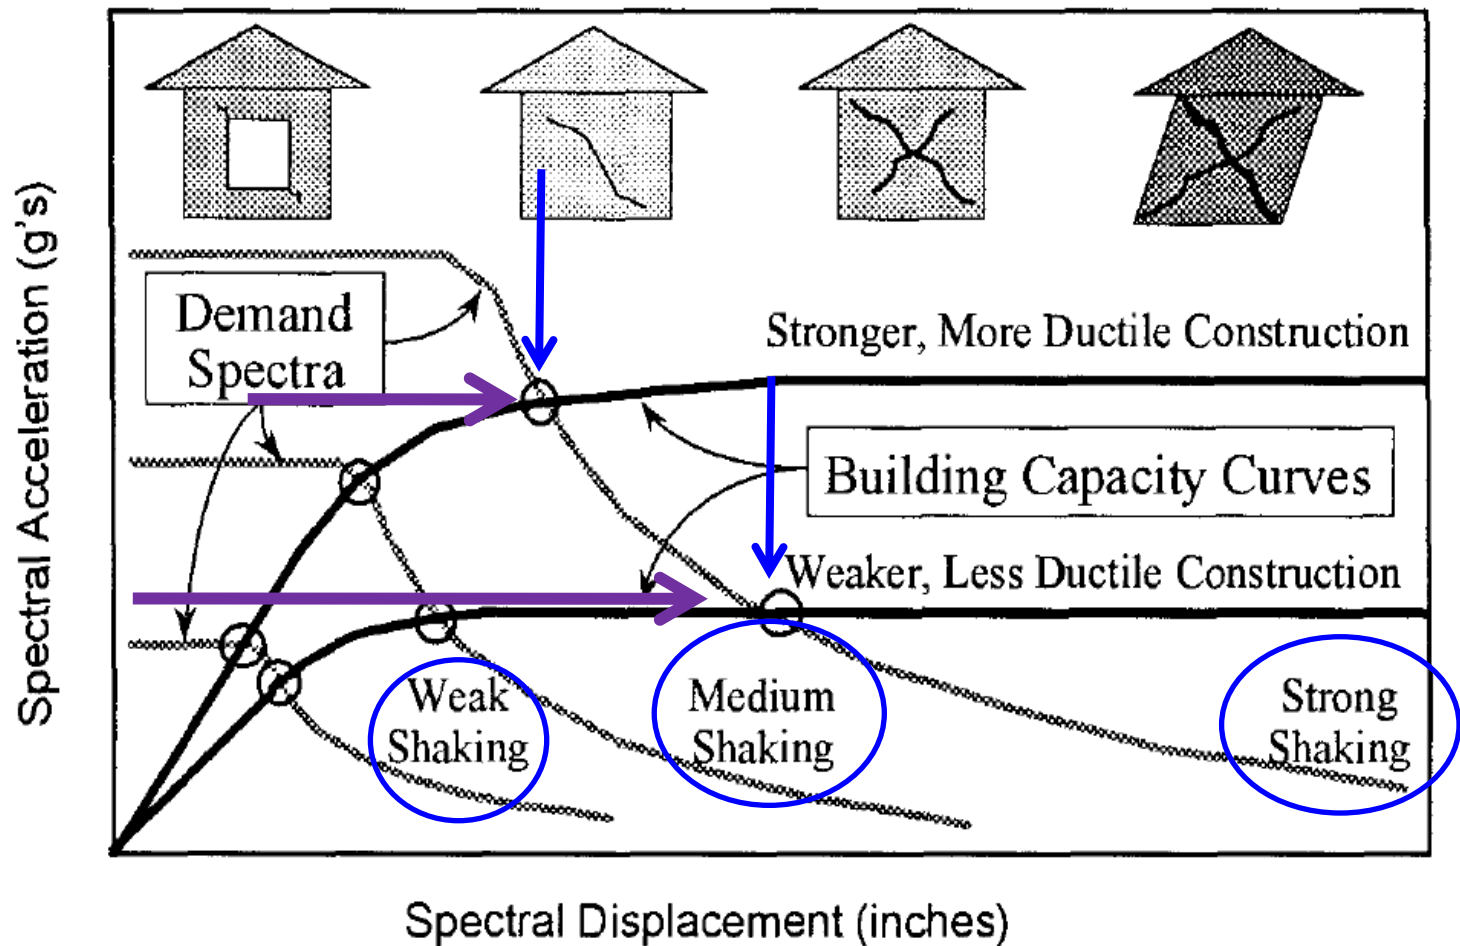 Spectral Acceleration (g's)
Demand
Spectra
Stronger, More Ductile Construction
Building Capacity Curves
Weaker, Less Ductile Construction
Weak
Shaking
Medium
Shaking
Strong
Shaking
Spectral Displacement (inches)